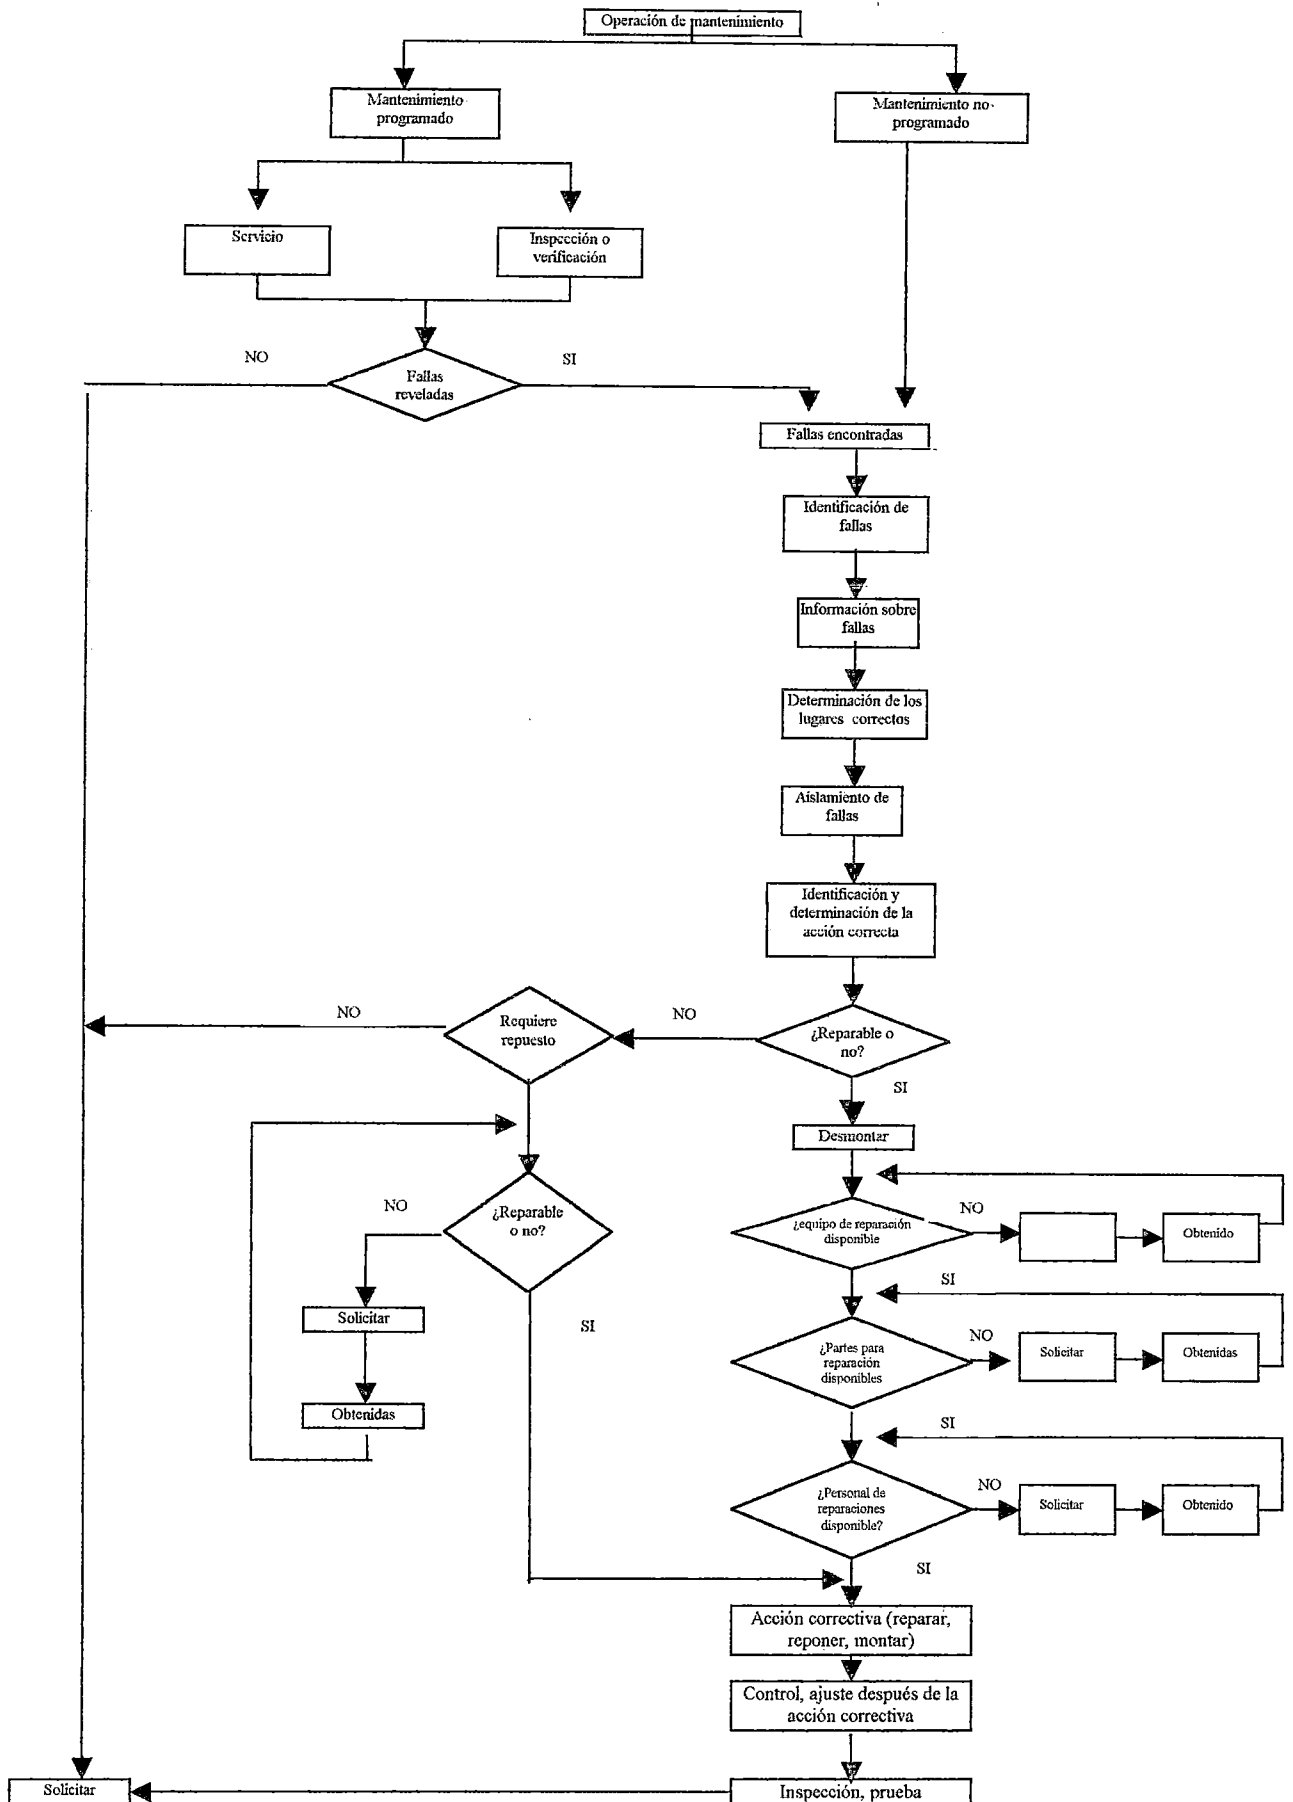 Operación de mantenimiento
Mantenimiento
programado
Mantenimiento no
programado
Servicio
Inspección o
verificación
NO
SI
Fallas
reveladas
Fallas encontradas
Identificación de
fallas
Información sobre
fallas
Determinación de los
lugares correctos
Aislamiento de
fallas
Identificación y
determinación de la
acción correcta
NO
Requiere
repuesto
NO
¿Reparable o
no?
SI
Desmontar
NO
¿Reparable
o no?
NO
¿equipo de reparación
disponible
Obtenido
SI
Solicitar
SI
NO
¿Partes para
reparación
disponibles
Solicitar
Obtenidas
Obtenidas
SI
NO
¿Personal de
reparaciones
disponible?
Solicitar
Obtenido
SI
Acción correctiva (reparar,
reponer, montar)
Control, ajuste después de la
acción correctiva
Solicitar
Inspección, prueba